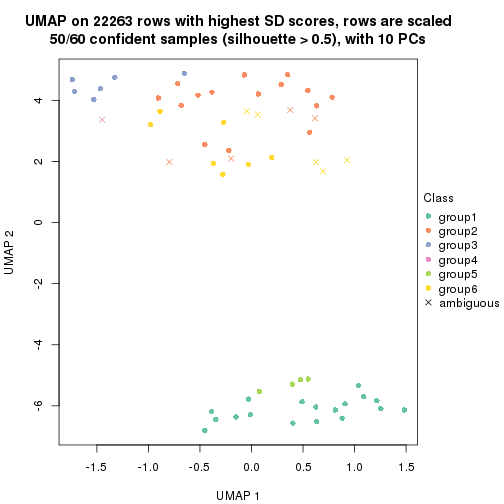 UMAP on 22263 rows with highest SD scores, rows are scaled
50/60 confident samples (silhouette > 0.5), with 10 PCs
4
2
0
-2
-4
-6
UMAP 2
-1.5
-1.0
-0.5
0.0
0.5
1.0
1.5
UMAP 1
Class
group1
group2
group3
group4
group5
group6
ambiguous